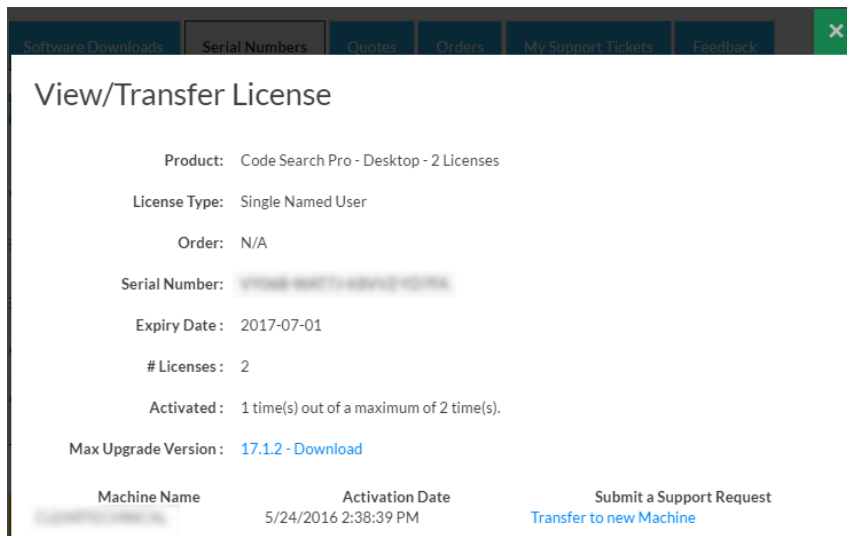 Software Downloads Serial Numbers Quotes Orders My Support Tickets Feedback
View/Transfer License
Product: Code Search Pro - Desktop - 2 Licenses
License Type: Single Named User
Order: N/A
Serial Number:
Expiry Date : 2017-07-01
# Licenses : 2
Activated : 1 time(s) out of a maximum of 2 time(s).
Max Upgrade Version : 17.1.2 - Download
Machine Name Activation Date Submit a Support Request
5/24/2016 2:38:39 PM Transfer to new Machine